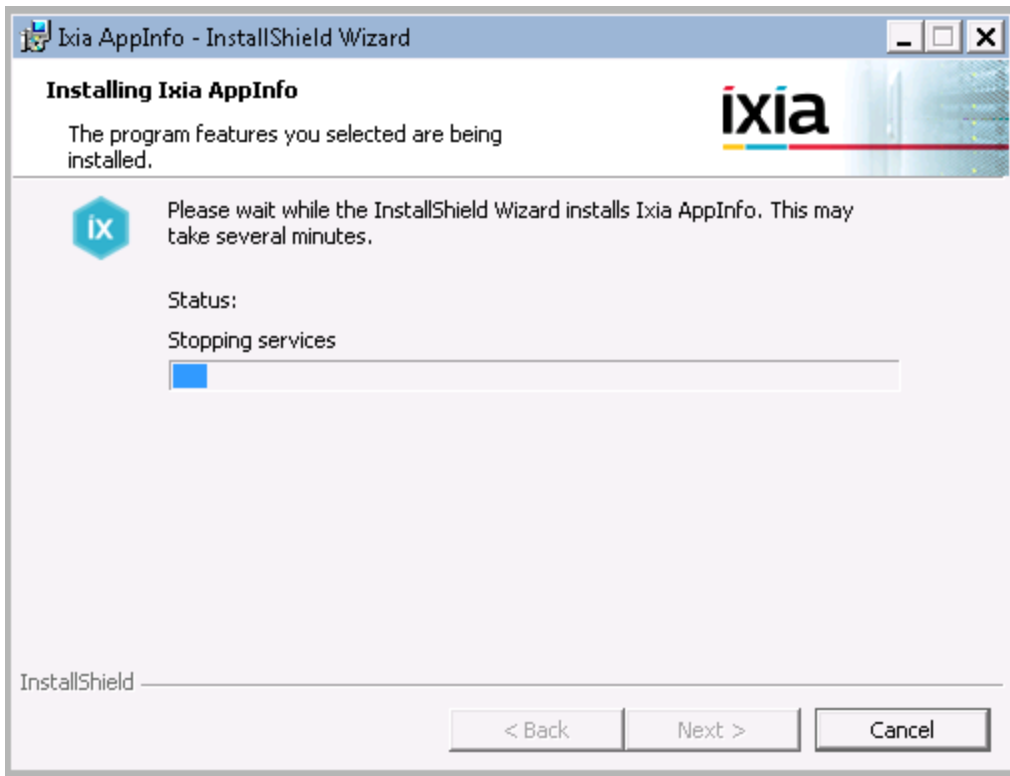 Ixia AppInfo - InstallShield Wizard
Installing Ixia AppInfo
The program features you selected are being
installed.
ixia
ix
Please wait while the InstallShield Wizard installs Ixia AppInfo. This may
take several minutes.
Status:
Stopping services
InstallShield
< Back
Next >
Cancel